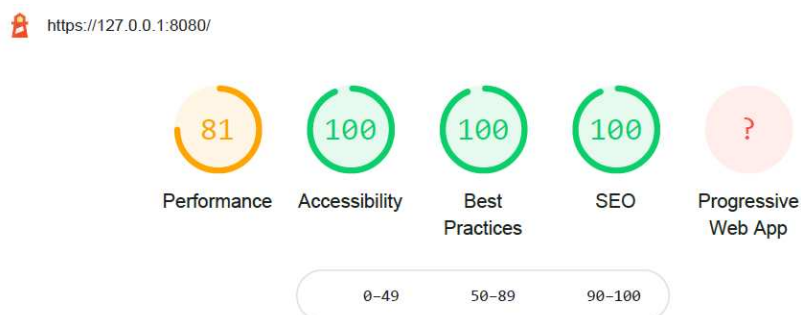 https://127.0.0.1:8080/
81 100 100 100 ?
Performance Accessibility Best Practices SEO Progressive Web App
0–49 50–89 90–100